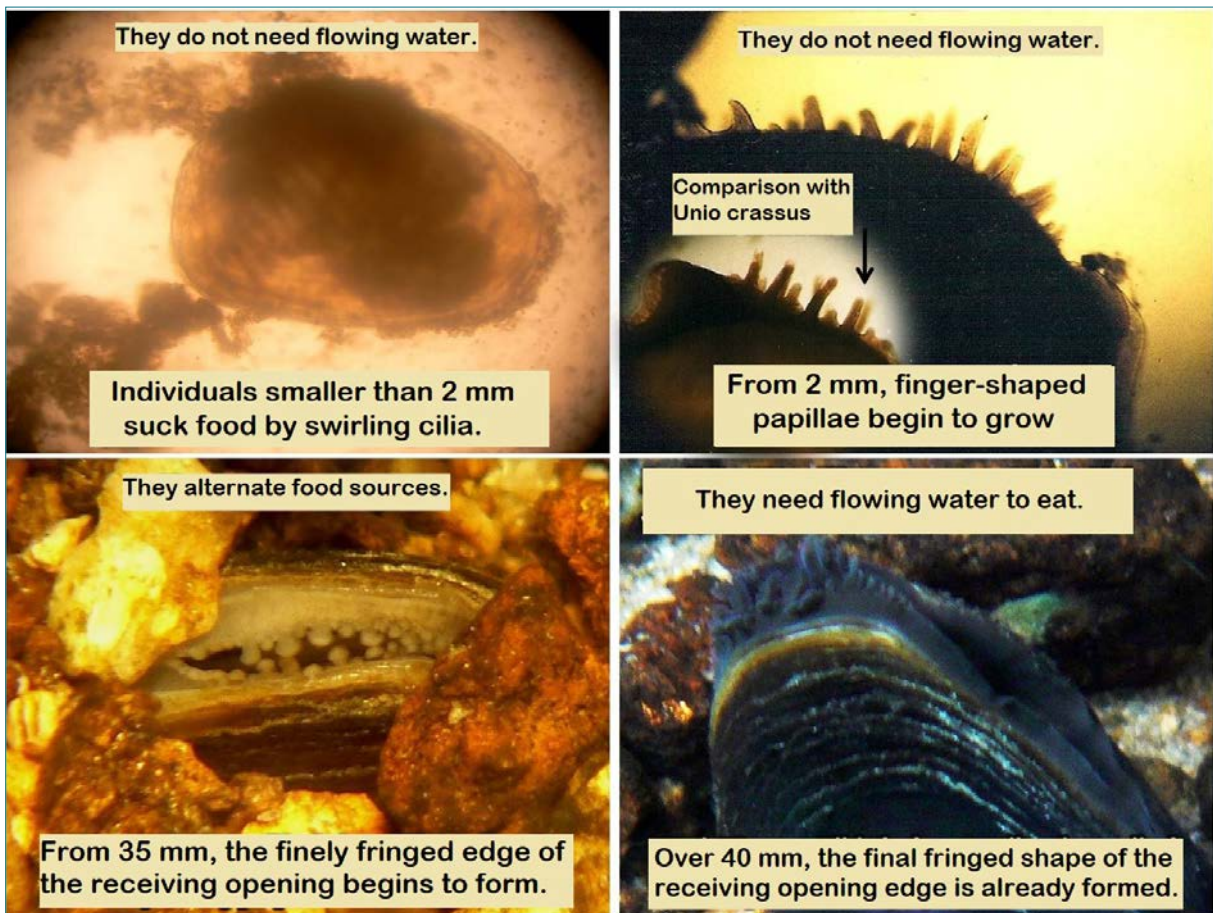 They do not need flowing water.
Individuals smaller than 2 mm
suck food by swirling cilia.
They do not need flowing water.
Comparison with
Unio crassus
From 2 mm, finger-shaped
papillae begin to grow
They alternate food sources.
From 35 mm, the finely fringed edge of
the receiving opening begins to form.
They need flowing water to eat.
Over 40 mm, the final fringed shape of the
receiving opening edge is already formed.